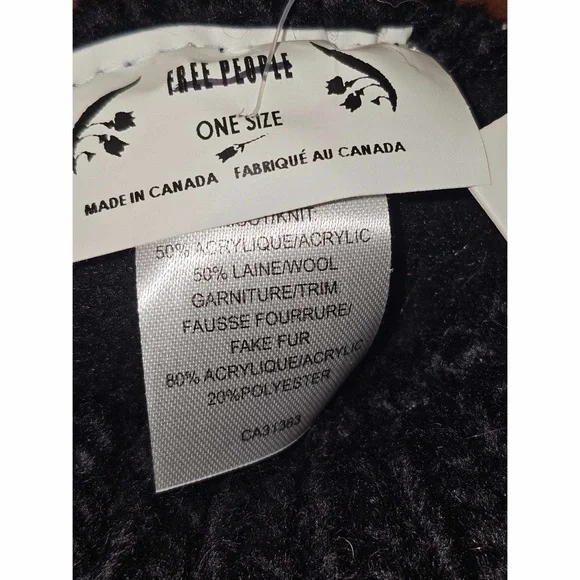 FREE PEOPLE
ONE SIZE
MADE IN CANADA FABRIQUÉ AU CANADA
50% ACRYLIQUE/ACRYLIC
50% LAINE/WOOL
GARNITURE/TRIM
FAUSSE FOURRURE/
FAKE FUR
80% ACRYLIQUE/ACRYLIC
20%POLYESTER
CA31363